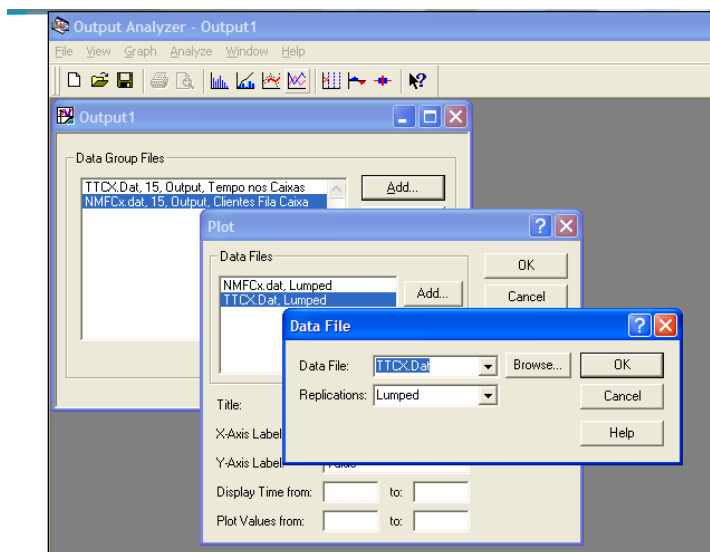 Output Analyzer - Output1
File View Graph Analyze Window Help
Output1
Data Group Files
TTCX.Dat, 15, Output, Tempo nos Caixas
Add...
NMFCx.dat, 15, Output, Clientes Fila Caixa
Plot
Data Files
OK
NMFCx.dat, Lumped
TTCX.Dat, Lumped
Add...
Cancel
Data File
Data File: TTCX.Dat Browse... OK
Replications: Lumped Cancel
Help
Title:
X-Axis Label
Y-Axis Label:
Display Time from: to:
Plot Values from: to: